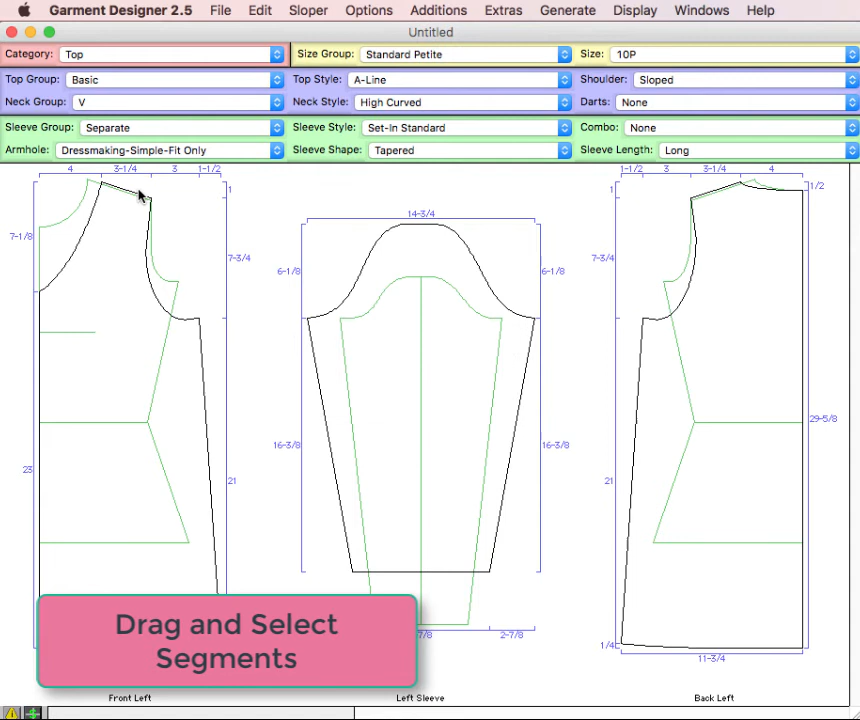 Garment Designer 2.5 File Edit Sloper Options Additions Extras Generate Display Windows Help
Untitled
Category: Top Size Group: Standard Petite Size: 10P
Top Group: Basic Top Style: A-Line Shoulder: Sloped
Neck Group: V Neck Style: High Curved Darts: None
Sleeve Group: Separate Sleeve Style: Set-In Standard Combo: None
Armhole: Dressmaking-Simple-Fit Only Sleeve Shape: Tapered Sleeve Length: Long
4 3-1/4 3 1-1/2 1-1/2 3 3-1/4 4
1 1 1/2
14-3/4
7-1/8 7-3/4 7-3/4
6-1/8 6-1/8
29-5/8
16-3/8 16-3/8
23 21 21
7/8 2-7/8
1/4
11-3/4
Drag and Select
Segments
Front Left Left Sleeve Back Left